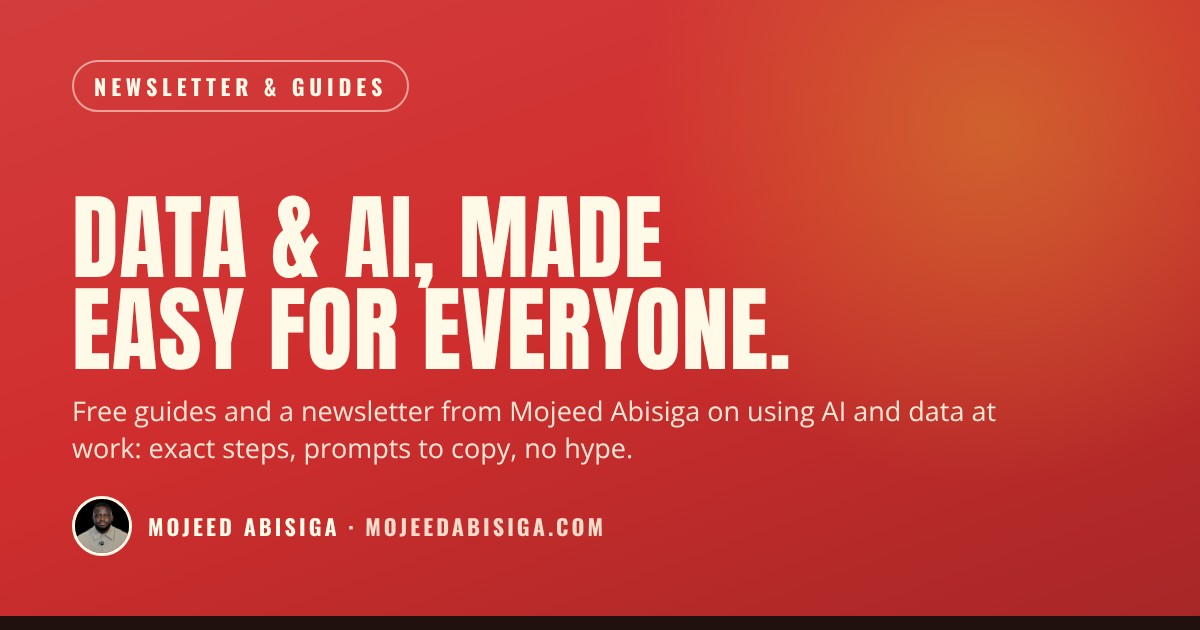 NEWSLETTER & GUIDES
DATA & AI, MADE
EASY FOR EVERYONE.
Free guides and a newsletter from Mojeed Abisiga on using AI and data at
work: exact steps, prompts to copy, no hype.
MOJEED ABISIGA · MOJEEDABISIGA.COM